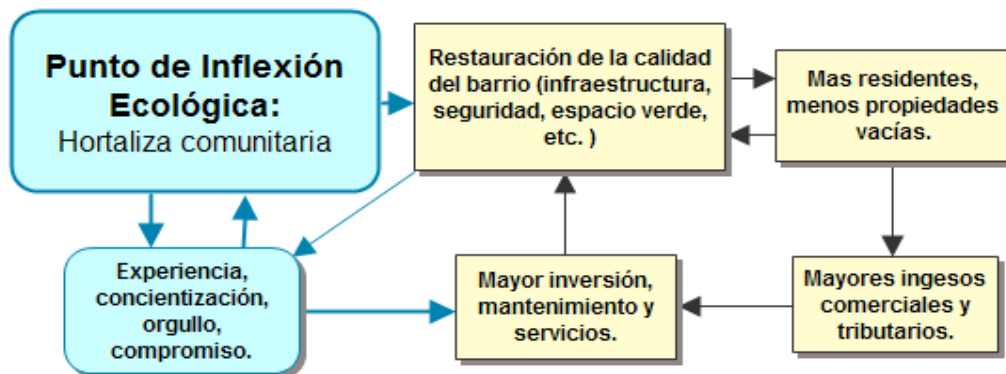 Punto de Inflexión
Ecológica:
Hortaliza comunitaria
Restauración de la calidad
del barrio (infraestructura,
seguridad, espacio verde,
etc. )
Mas residentes,
menos propiedades
vacías.
Experiencia,
concientización,
orgullo,
compromiso.
Mayor inversión,
mantenimiento y
servicios.
Mayores ingesos
comerciales y
tributarios.